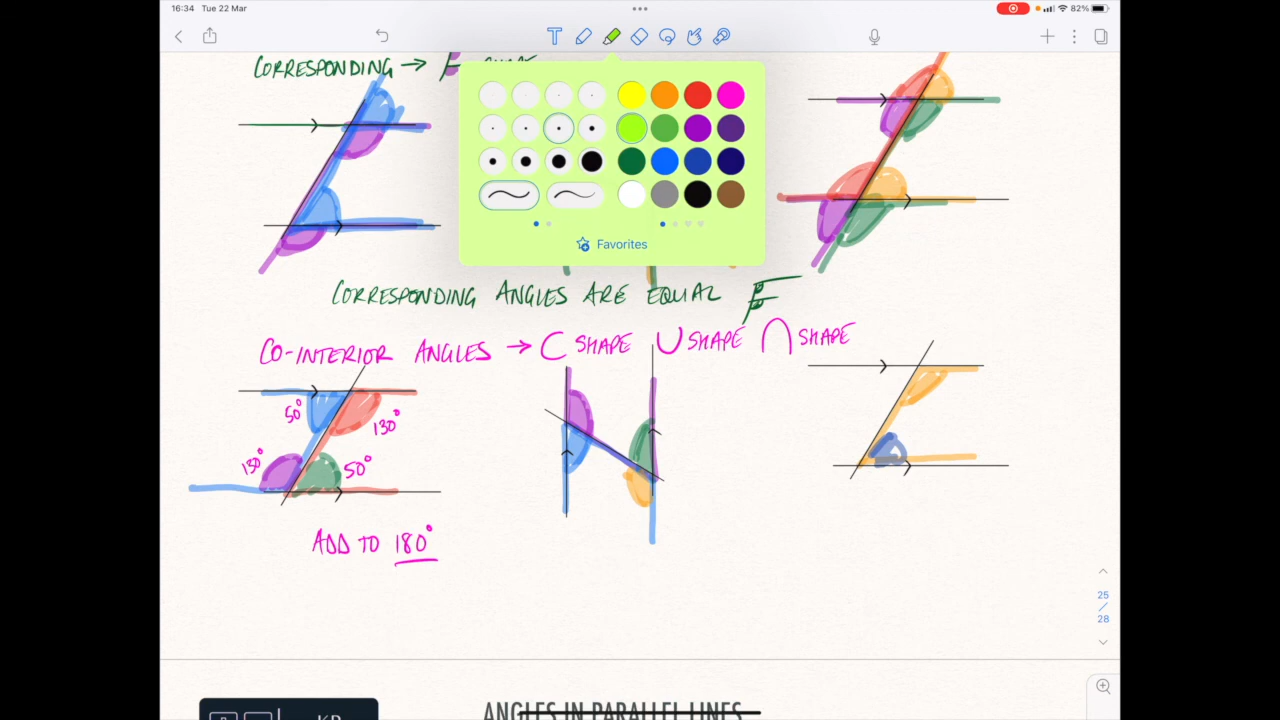 16:34 Tue 22 Mar
82%
T
CORRESPONDING →
Favorites
CORRESPONDING ANGLES ARE EQUAL F
CO-INTERIOR ANGLES → C SHAPE U SHAPE ∩ SHAPE
50°
130°
130°
50°
ADD TO 180°
25
/
28
ANGLES IN PARALLEL LINES